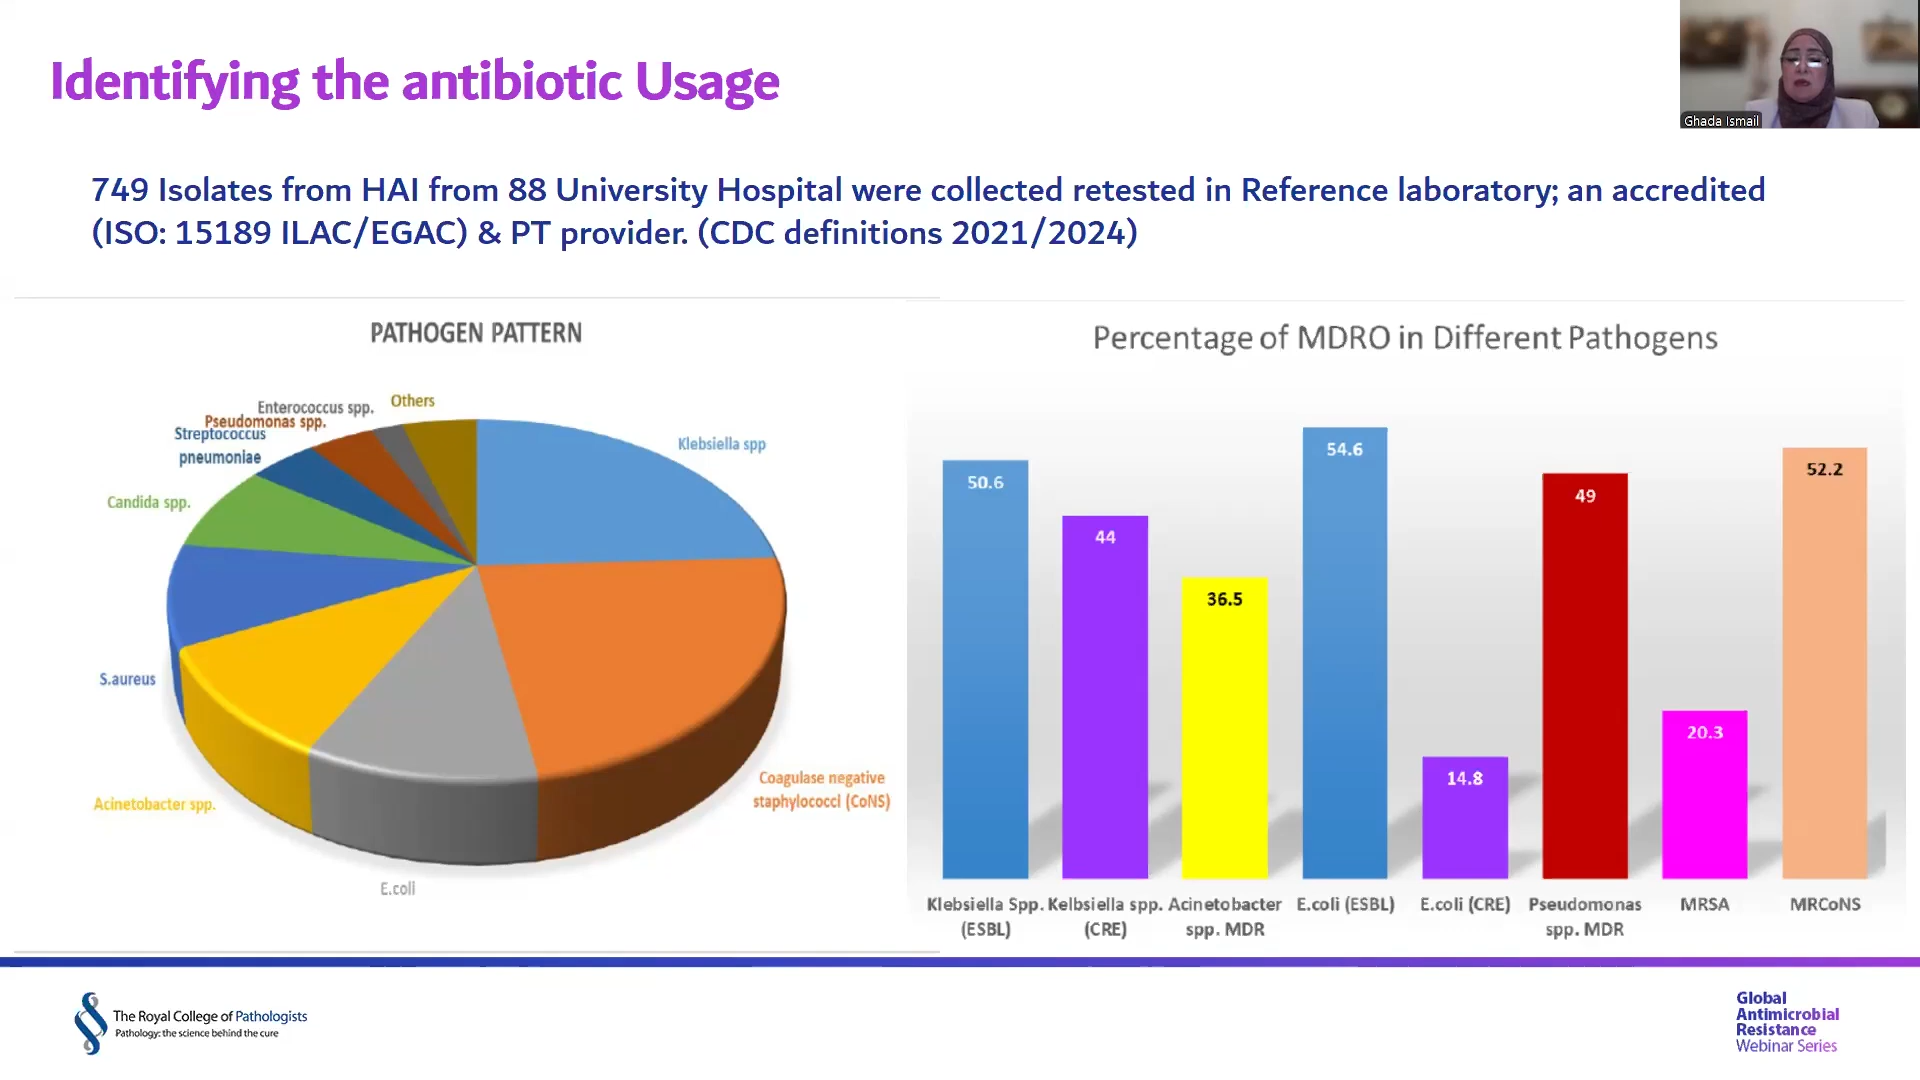 Identifying the antibiotic Usage
Ghada Ismail
749 Isolates from HAI from 88 University Hospital were collected retested in Reference laboratory; an accredited
(ISO: 15189 ILAC/EGAC) & PT provider. (CDC definitions 2021/2024)
PATHOGEN PATTERN
Others
Enterococcus spp.
Pseudomonas spp.
Streptococcus
pneumoniae
Klebsiella spp
Candida spp.
S.aureus
Coagulase negative
staphylococcl (CoNS)
Acinetobacter spp.
E.coli
Percentage of MDRO in Different Pathogens
50.6
44
36.5
54.6
14.8
49
20.3
52.2
Klebsiella Spp.
(ESBL)
Kelbsiella spp.
(CRE)
Acinetobacter
spp. MDR
E.coli (ESBL)
E.coli (CRE)
Pseudomonas
spp. MDR
MRSA
MRCoNS
The Royal College of Pathologists
Pathology: the science behind the cure
Global
Antimicrobial
Resistance
Webinar Series